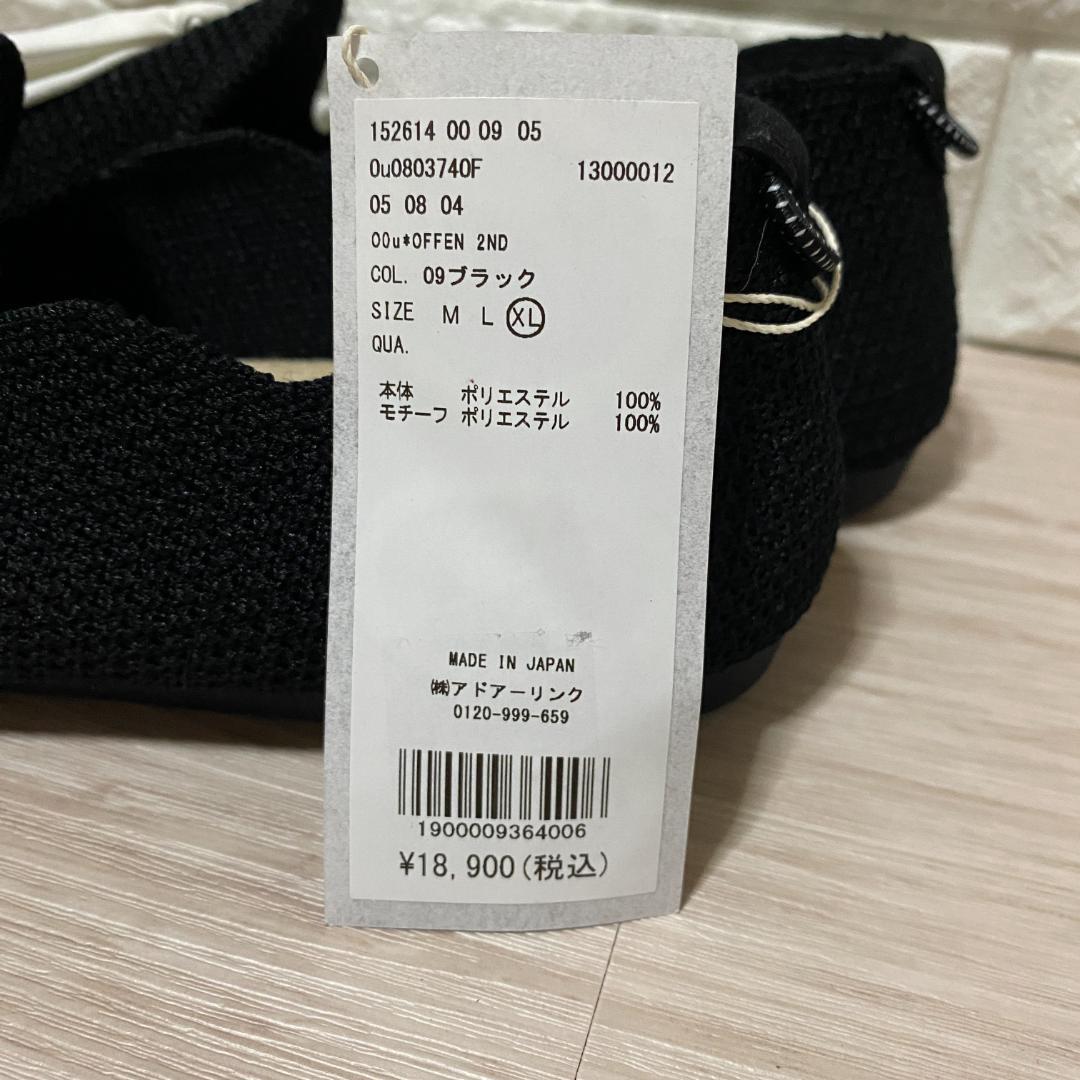 152614 00 09 05
0u0803740F 13000012
05 08 04
00u*OFFEN 2ND
COL. 09ブラック
SIZE M L XL
QUA.
本体 ポリエステル 100%
モチーフ ポリエステル 100%
MADE IN JAPAN
㈱アドアーリンク
0120-999-659
1900009364006
¥18,900(税込)